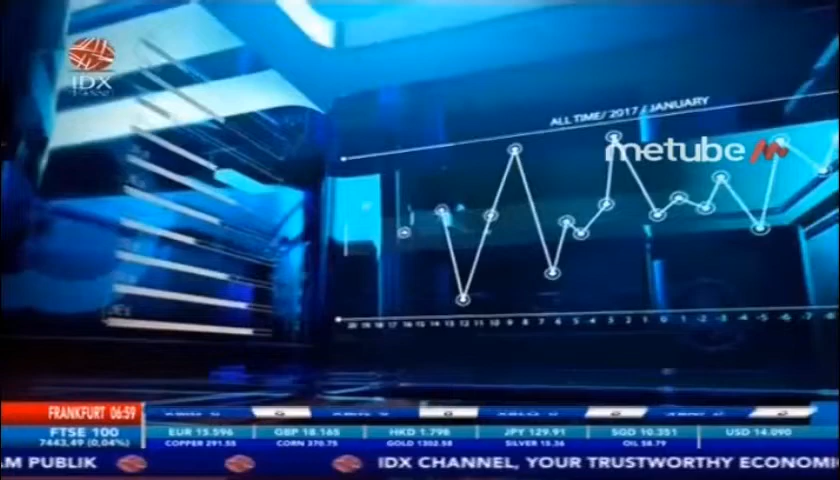 IDX
CHANNEL
ALL TIME/ 2017 / JANUARY
metube
FRANKFURT 06:59
FTSE 100
7443,49 (0,04%)
EUR 15.596
GBP 18.165
HKD 1.798
JPY 129.91
SGD 10.351
USD 14.090
COPPER 291.55
CORN 370.75
GOLD 1302.58
SILVER 15.36
OIL 58.79
AM PUBLIK
IDX CHANNEL, YOUR TRUSTWORTHY ECONOMI